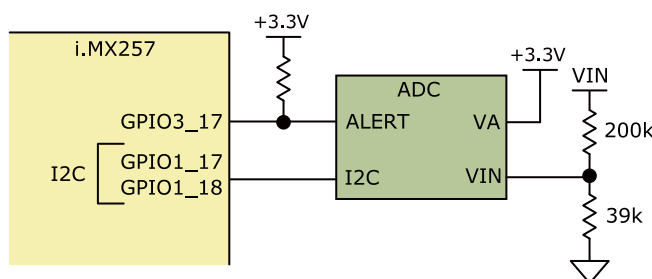 +3.3V
i.MX257
+3.3V
ADC
VIN
GPIO3_17
ALERT
VA
200k
I2C
GPIO1_17
GPIO1_18
I2C
VIN
39k